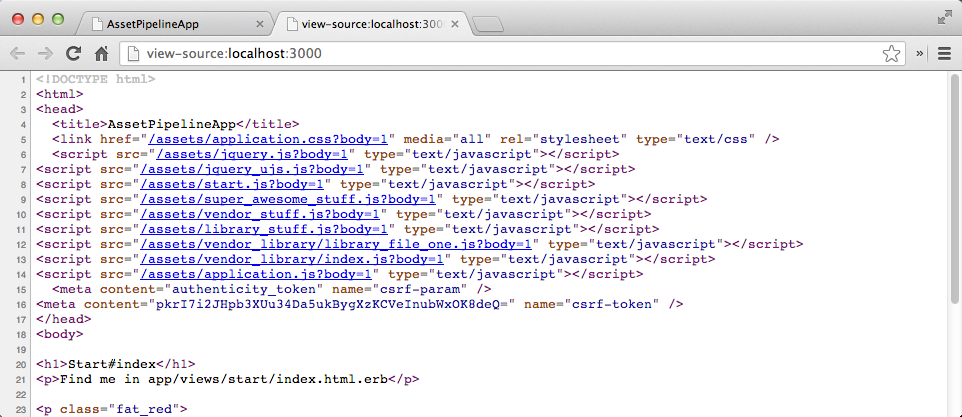 AssetPipelineApp
view-source:localhost:300
view-source:localhost:3000
1 <!DOCTYPE html>
2 <html>
3 <head>
4 <title>AssetPipelineApp</title>
5 <link href="/assets/application.css?body=1" media="all" rel="stylesheet" type="text/css" />
6 <script src="/assets/jquery.js?body=1" type="text/javascript"></script>
7 <script src="/assets/jquery_ujs.js?body=1" type="text/javascript"></script>
8 <script src="/assets/start.js?body=1" type="text/javascript"></script>
9 <script src="/assets/super_awesome_stuff.js?body=1" type="text/javascript"></script>
10 <script src="/assets/vendor_stuff.js?body=1" type="text/javascript"></script>
11 <script src="/assets/library_stuff.js?body=1" type="text/javascript"></script>
12 <script src="/assets/vendor_library/library_file_one.js?body=1" type="text/javascript"></script>
13 <script src="/assets/vendor_library/index.js?body=1" type="text/javascript"></script>
14 <script src="/assets/application.js?body=1" type="text/javascript"></script>
15 <meta content="authenticity_token" name="csrf-param" />
16 <meta content="pkrI7i2JHpb3XUu34Da5ukBygXzKCVeInubWxOK8deQ=" name="csrf-token" />
17 </head>
18 <body>
19
20 <h1>Start#index</h1>
21 <p>Find me in app/views/start/index.html.erb</p>
22
23 <p class="fat_red">